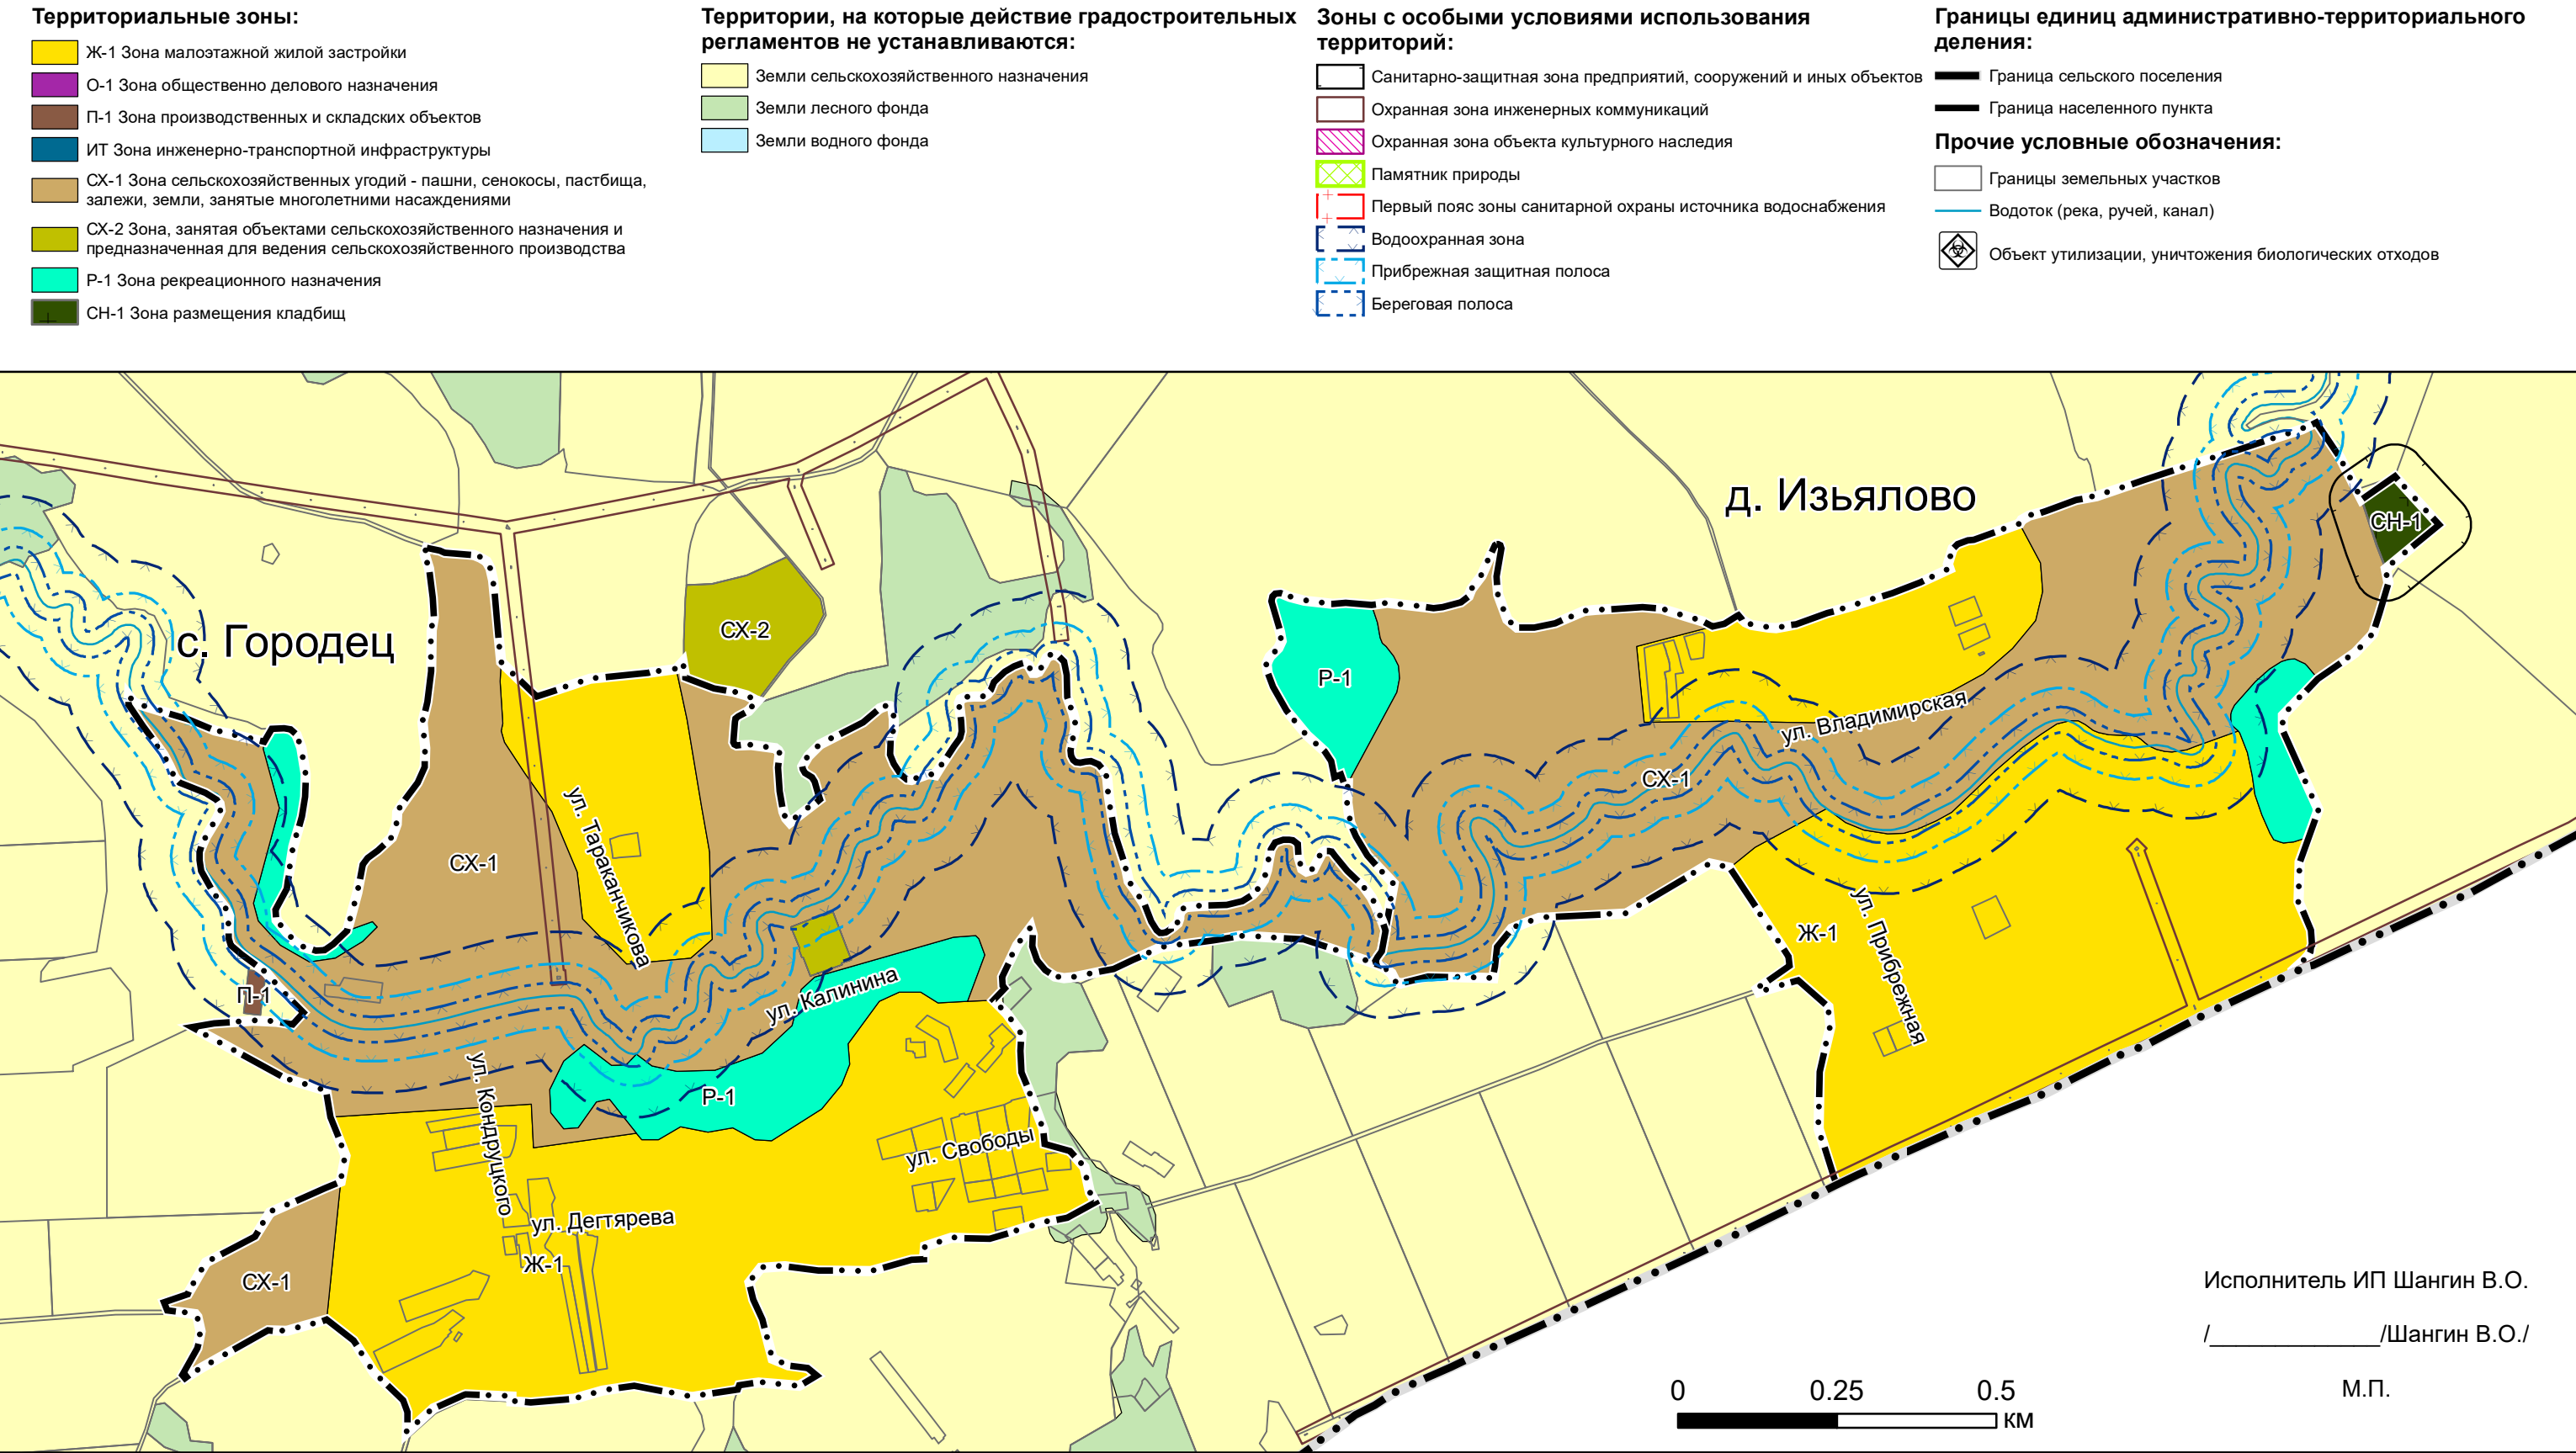 Территориальные зоны:
Ж-1 Зона малоэтажной жилой застройки
О-1 Зона общественно делового назначения
П-1 Зона производственных и складских объектов
ИТ Зона инженерно-транспортной инфраструктуры
СХ-1 Зона сельскохозяйственных угодий - пашни, сенокосы, пастбища,
залежи, земли, занятые многолетними насаждениями
СХ-2 Зона, занятая объектами сельскохозяйственного назначения и
предназначенная для ведения сельскохозяйственного производства
Р-1 Зона рекреационного назначения
СН-1 Зона размещения кладбищ
Территории, на которые действие градостроительных
регламентов не устанавливаются:
Земли сельскохозяйственного назначения
Земли лесного фонда
Земли водного фонда
Зоны с особыми условиями использования
территорий:
Санитарно-защитная зона предприятий, сооружений и иных объектов
Охранная зона инженерных коммуникаций
Охранная зона объекта культурного наследия
Памятник природы
Первый пояс зоны санитарной охраны источника водоснабжения
Водоохранная зона
Прибрежная защитная полоса
Береговая полоса
Границы единиц административно-территориального
деления:
Граница сельского поселения
Граница населенного пункта
Прочие условные обозначения:
Границы земельных участков
Водоток (река, ручей, канал)
Объект утилизации, уничтожения биологических отходов
д. Изьялово
СН-1
с. Городец
СХ-2
Р-1
ул. Владимирская
СХ-1
ул. Тараканчикова
СХ-1
Ж-1
ул. Прибрежная
П-1
ул. Калинина
Р-1
ул. Кондруцкого
ул. Свободы
ул. Дегтярева
Ж-1
СХ-1
Исполнитель ИП Шангин В.О.
/_____________/Шангин В.О./
М.П.
0 0.25 0.5
км